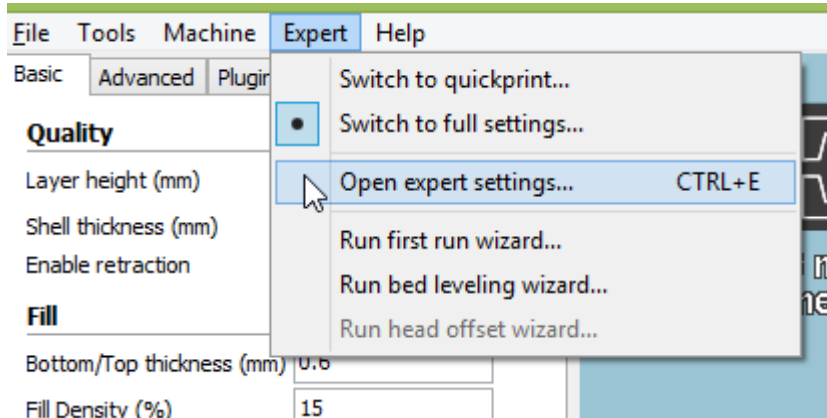 File Tools Machine Expert Help
Basic Advanced
Switch to quickprint...
Switch to full settings...
Open expert settings... CTRL+E
Run first run wizard...
Run bed leveling wizard...
Run head offset wizard...
Quality
Layer height (mm)
Shell thickness (mm)
Enable retraction
Fill
Bottom/Top thickness (mm) 0.6
Fill Density (%) 15